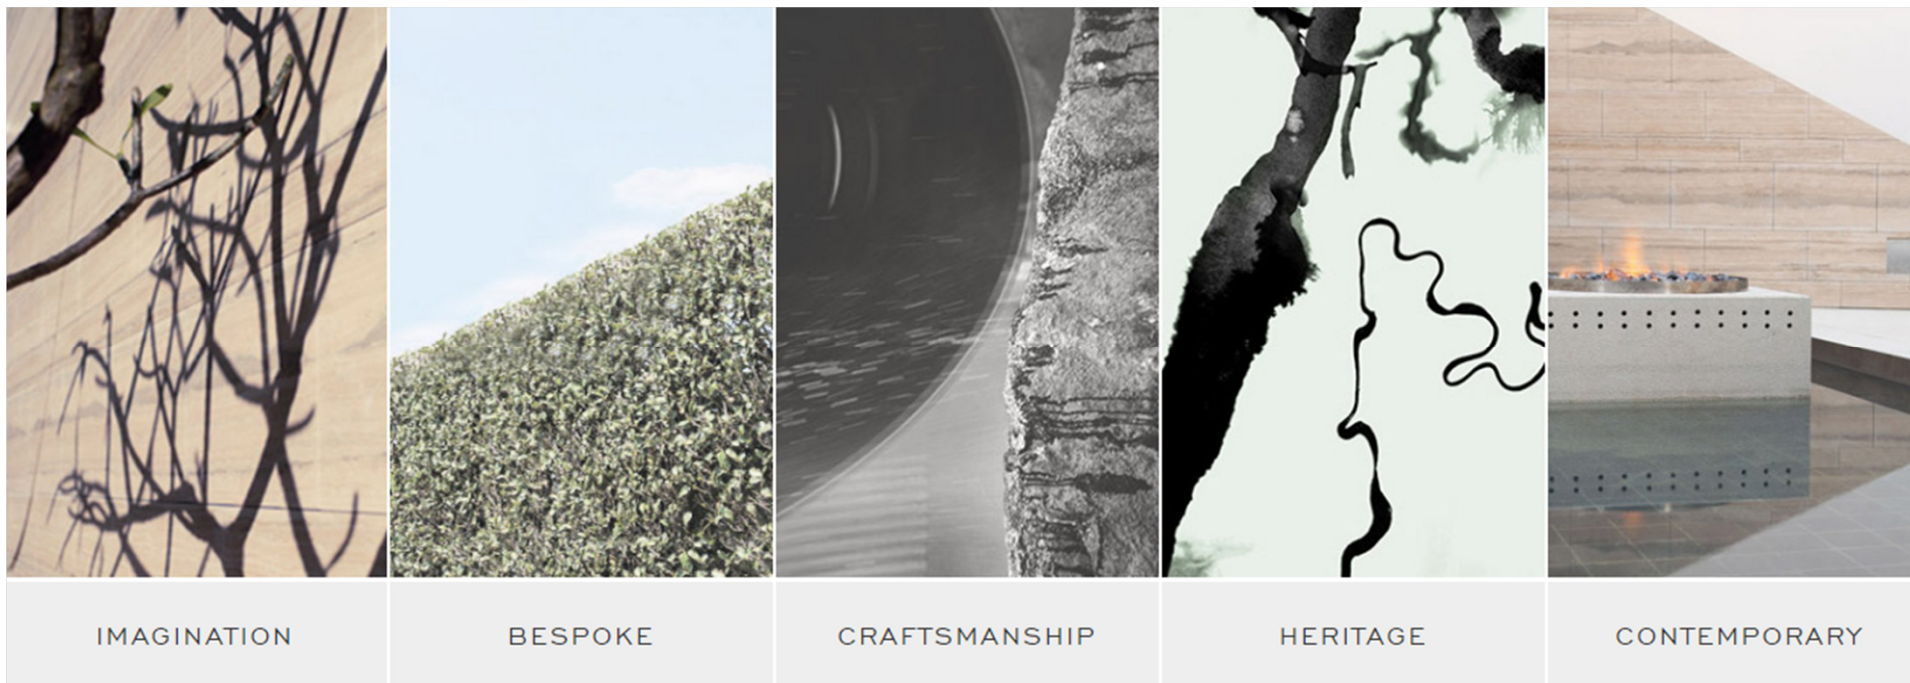 IMAGINATION
BESPOKE
CRAFTSMANSHIP
HERITAGE
CONTEMPORARY